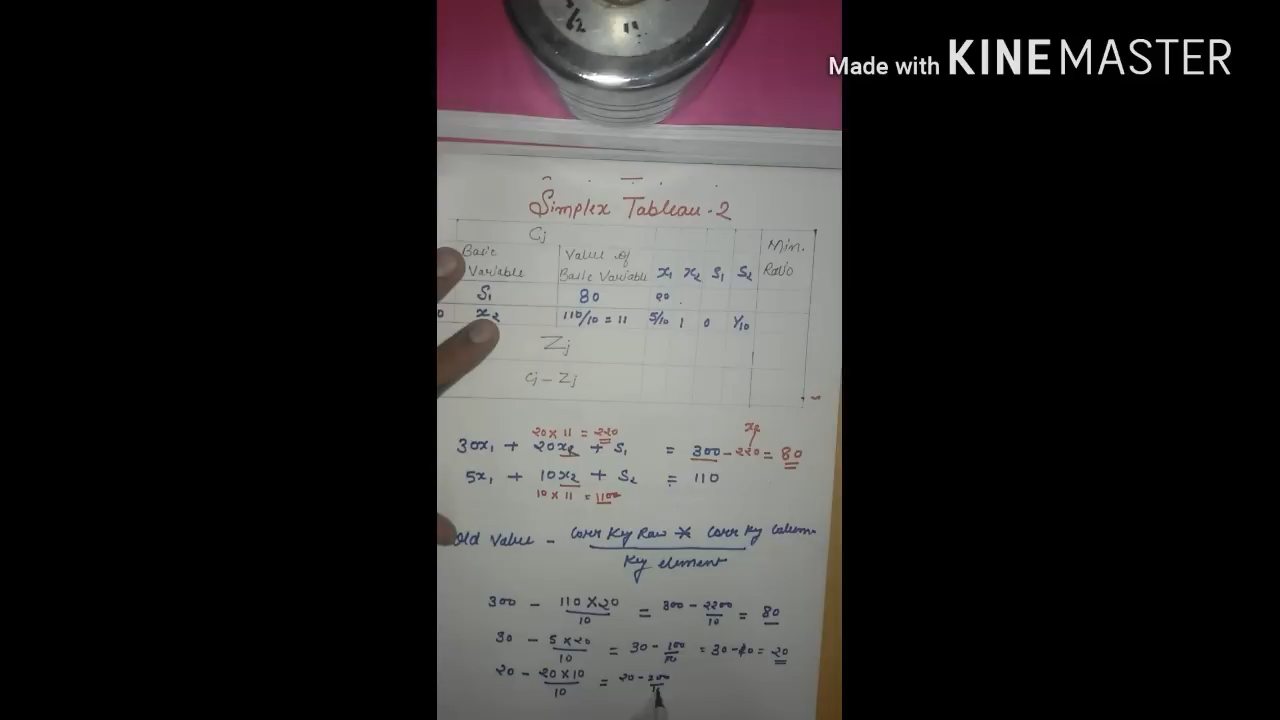 Made with KINEMASTER
Simplex Tableau-2
Cj
Basic Variable Value of Basic Variable x₁ x₂ S₁ S₂ Min. Ratio
S₁ 80 20
0 x₂ 110/10 = 11 5/10 1 0 1/10
Zj
Cj - Zj
20 x 11 = 220 x₂
30x₁ + 20x₂ + S₁ = 300 - 220 = 80
5x₁ + 10x₂ + S₂ = 110
10 x 11 = 110
Old Value - Corr Key Row * Corr Key Column
Key element
300 - 110 X 20 / 10 = 300 - 2200 / 10 = 80
30 - 5 x 20 / 10 = 30 - 100 / 10 = 30 - 10 = 20
20 - 20 x 10 / 10 = 20 - 200